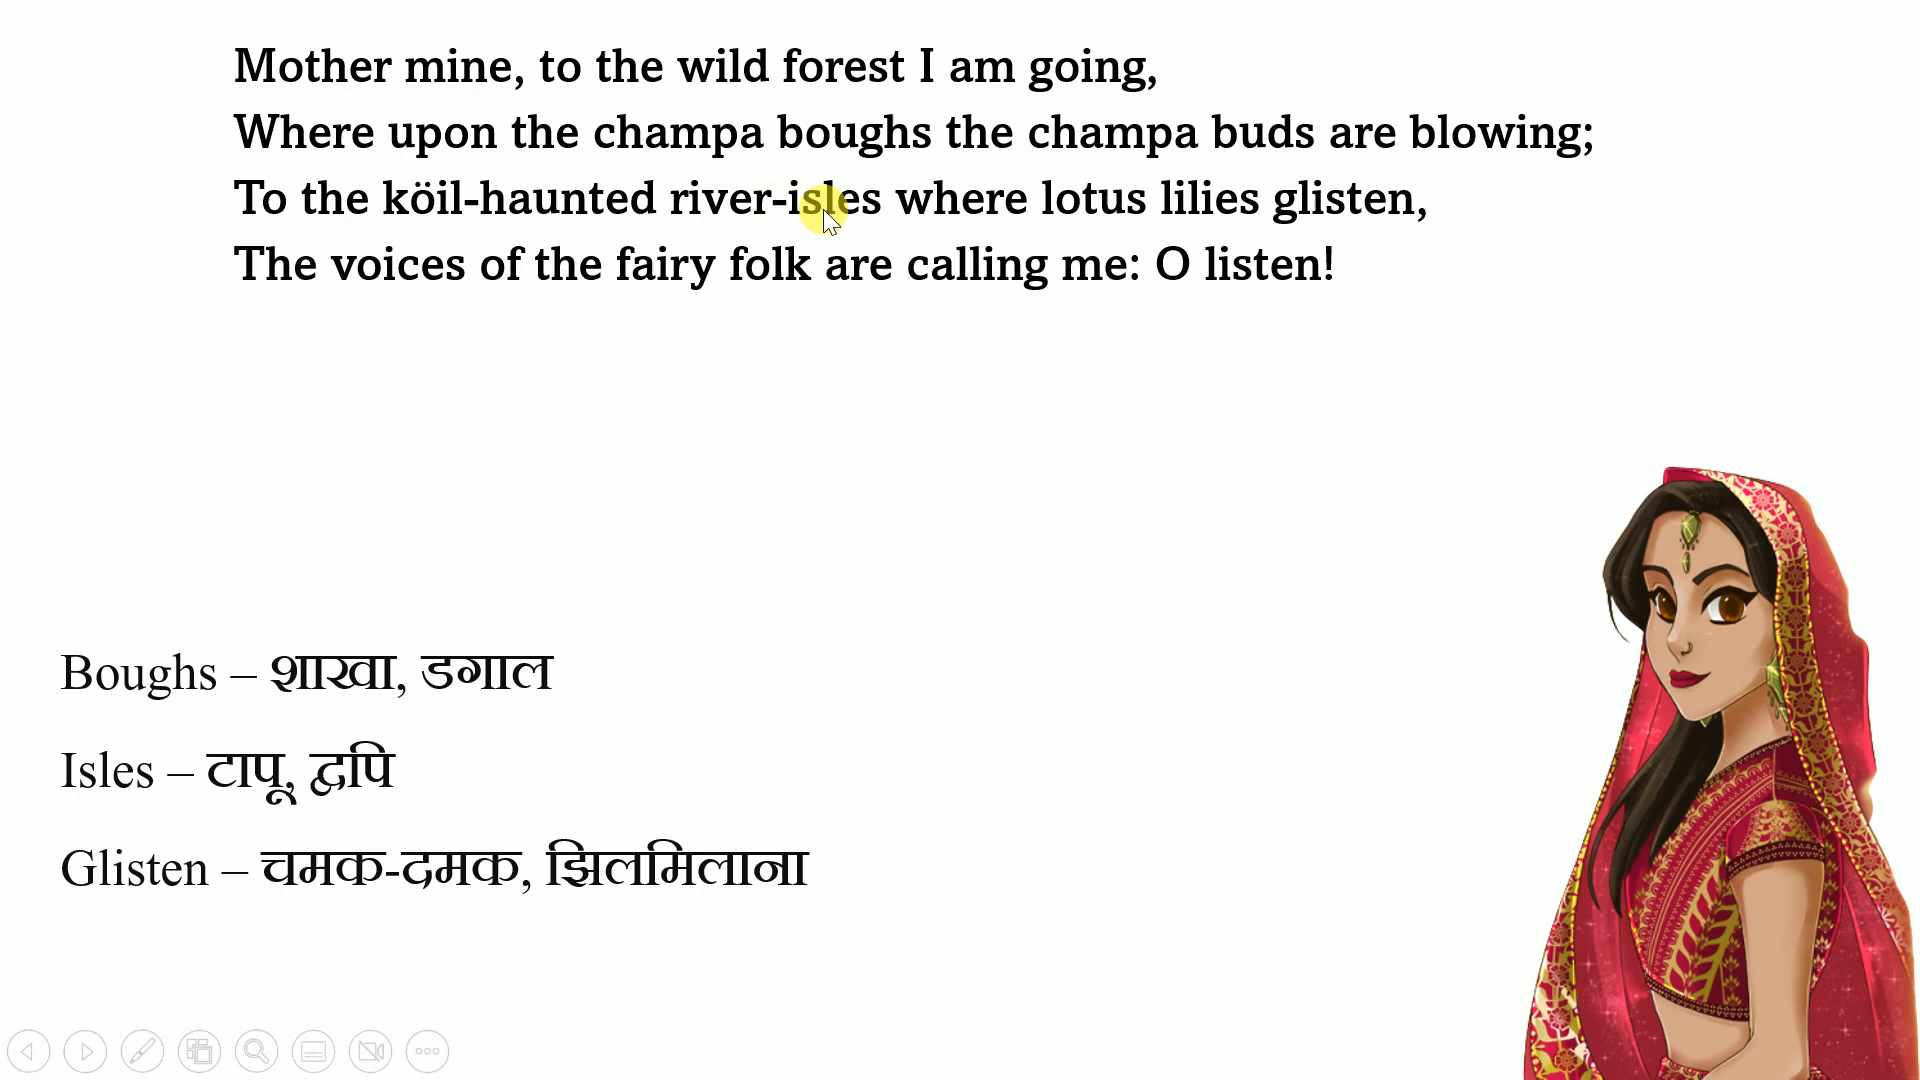 Mother mine, to the wild forest I am going,
Where upon the champa boughs the champa buds are blowing;
To the köil-haunted river-isles where lotus lilies glisten,
The voices of the fairy folk are calling me: O listen!
Boughs – शाखा, डगाल
Isles – टापू, द्वपि
Glisten – चमक-दमक, झिलमिलाना